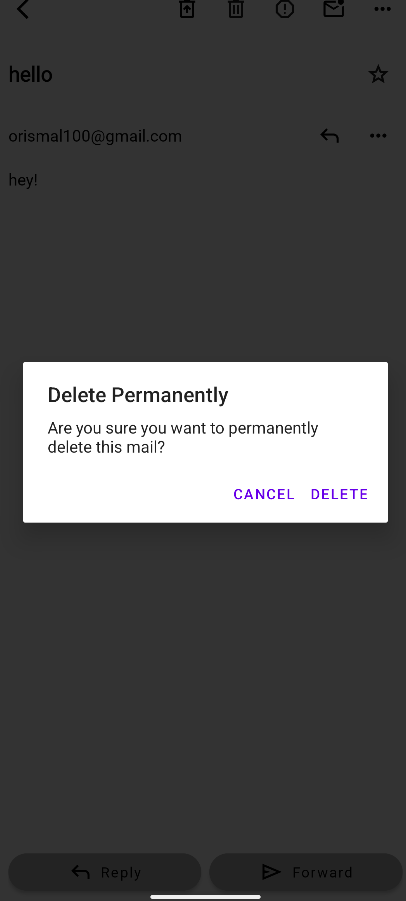 hello
orismal100@gmail.com
hey!
Delete Permanently
Are you sure you want to permanently
delete this mail?
CANCEL DELETE
Reply Forward